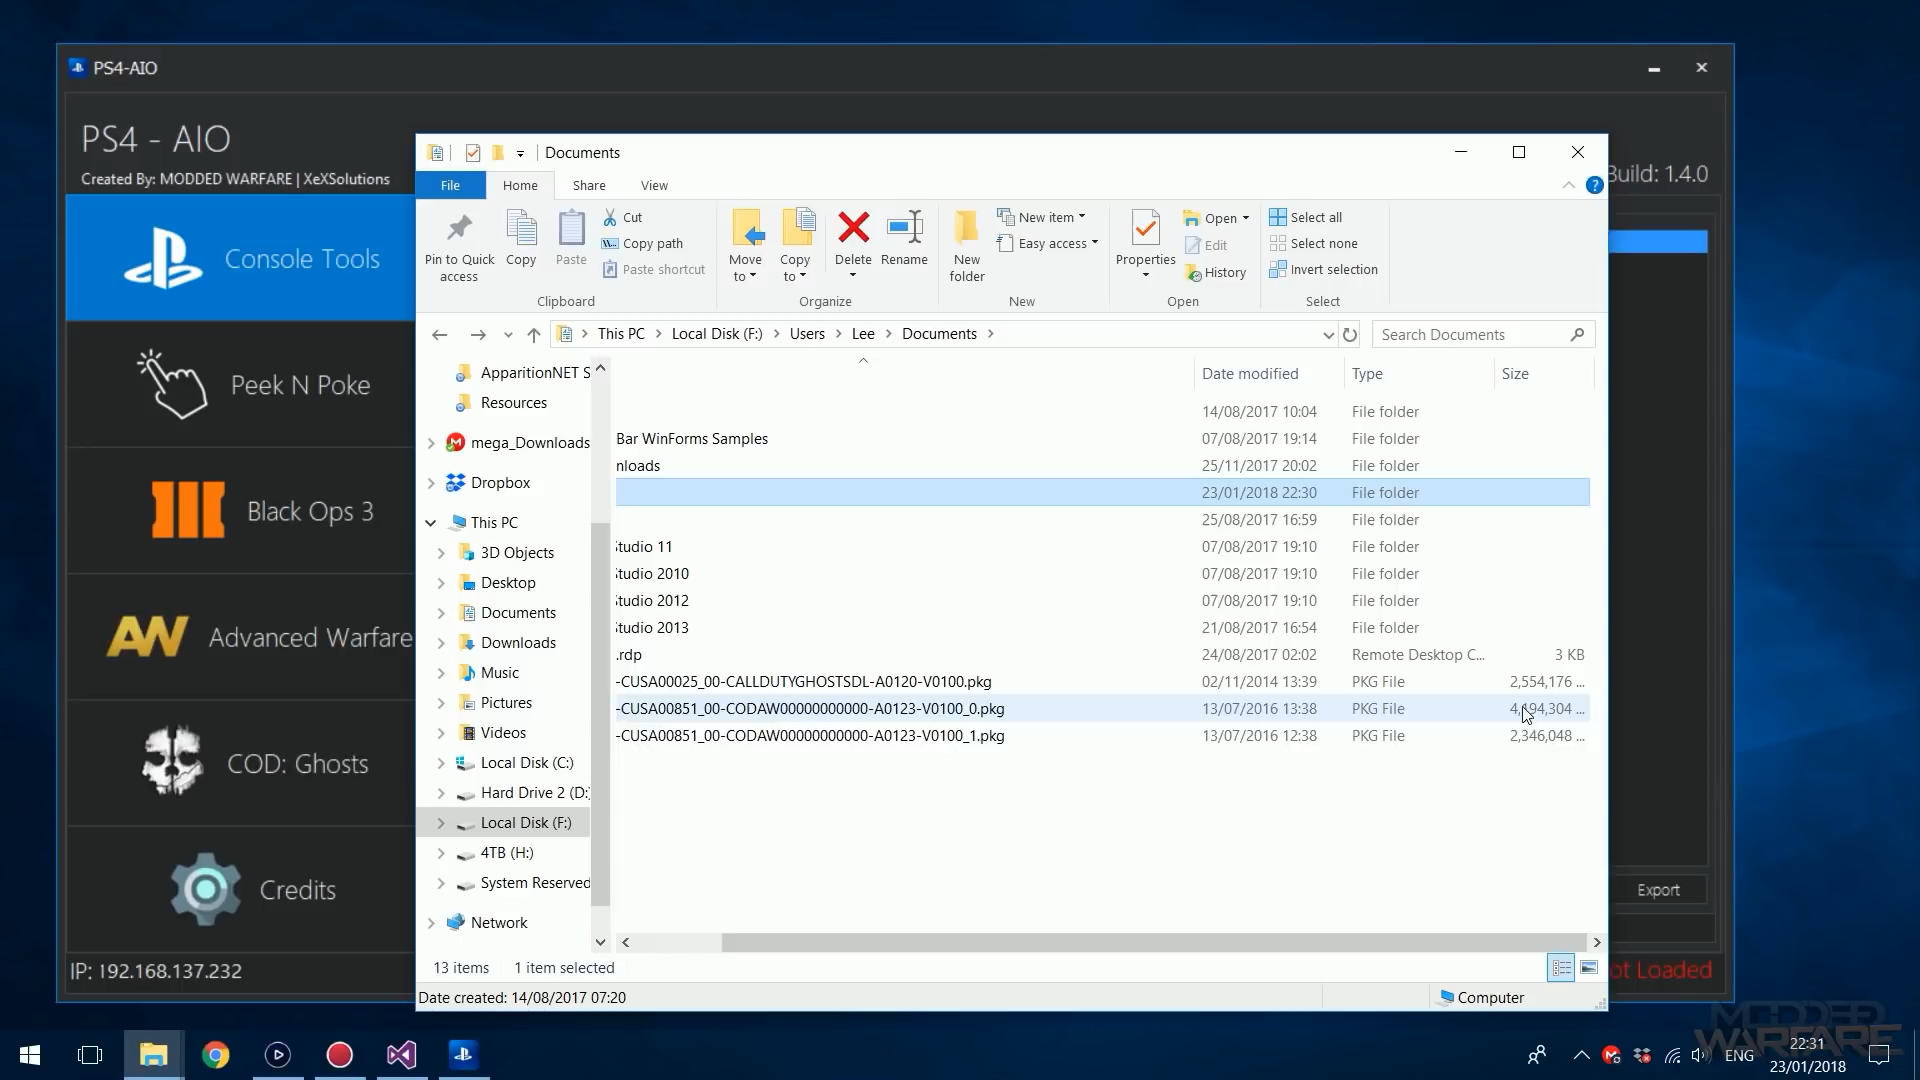 PS4-AIO
PS4 - AIO
Created By: MODDED WARFARE | XeXSolutions
Build: 1.4.0
Console Tools
Peek N Poke
Black Ops 3
Advanced Warfare
COD: Ghosts
Credits
IP: 192.168.137.232
Export
ot Loaded
Documents
File Home Share View
Pin to Quick access
Copy
Paste
Cut
Copy path
Paste shortcut
Clipboard
Move to
Copy to
Delete
Rename
Organize
New folder
New item
Easy access
New
Properties
Open
Edit
History
Open
Select all
Select none
Invert selection
Select
This PC Local Disk (F:) Users Lee Documents
Search Documents
ApparitionNET S
Resources
mega_Downloads
Dropbox
This PC
3D Objects
Desktop
Documents
Downloads
Music
Pictures
Videos
Local Disk (C:)
Hard Drive 2 (D:)
Local Disk (F:)
4TB (H:)
System Reserved
Network
Date modified Type Size
14/08/2017 10:04 File folder
Bar WinForms Samples 07/08/2017 19:14 File folder
nloads 25/11/2017 20:02 File folder
23/01/2018 22:30 File folder
25/08/2017 16:59 File folder
Studio 11 07/08/2017 19:10 File folder
Studio 2010 07/08/2017 19:10 File folder
Studio 2012 07/08/2017 19:10 File folder
Studio 2013 21/08/2017 16:54 File folder
.rdp 24/08/2017 02:02 Remote Desktop C... 3 KB
-CUSA00025_00-CALLDUTYGHOSTSDL-A0120-V0100.pkg 02/11/2014 13:39 PKG File 2,554,176 ...
-CUSA00851_00-CODAW00000000000-A0123-V0100_0.pkg 13/07/2016 13:38 PKG File 4,194,304 ...
-CUSA00851_00-CODAW00000000000-A0123-V0100_1.pkg 13/07/2016 12:38 PKG File 2,346,048 ...
13 items 1 item selected
Date created: 14/08/2017 07:20
Computer
MODDED
WARFARE
ENG
22:31
23/01/2018